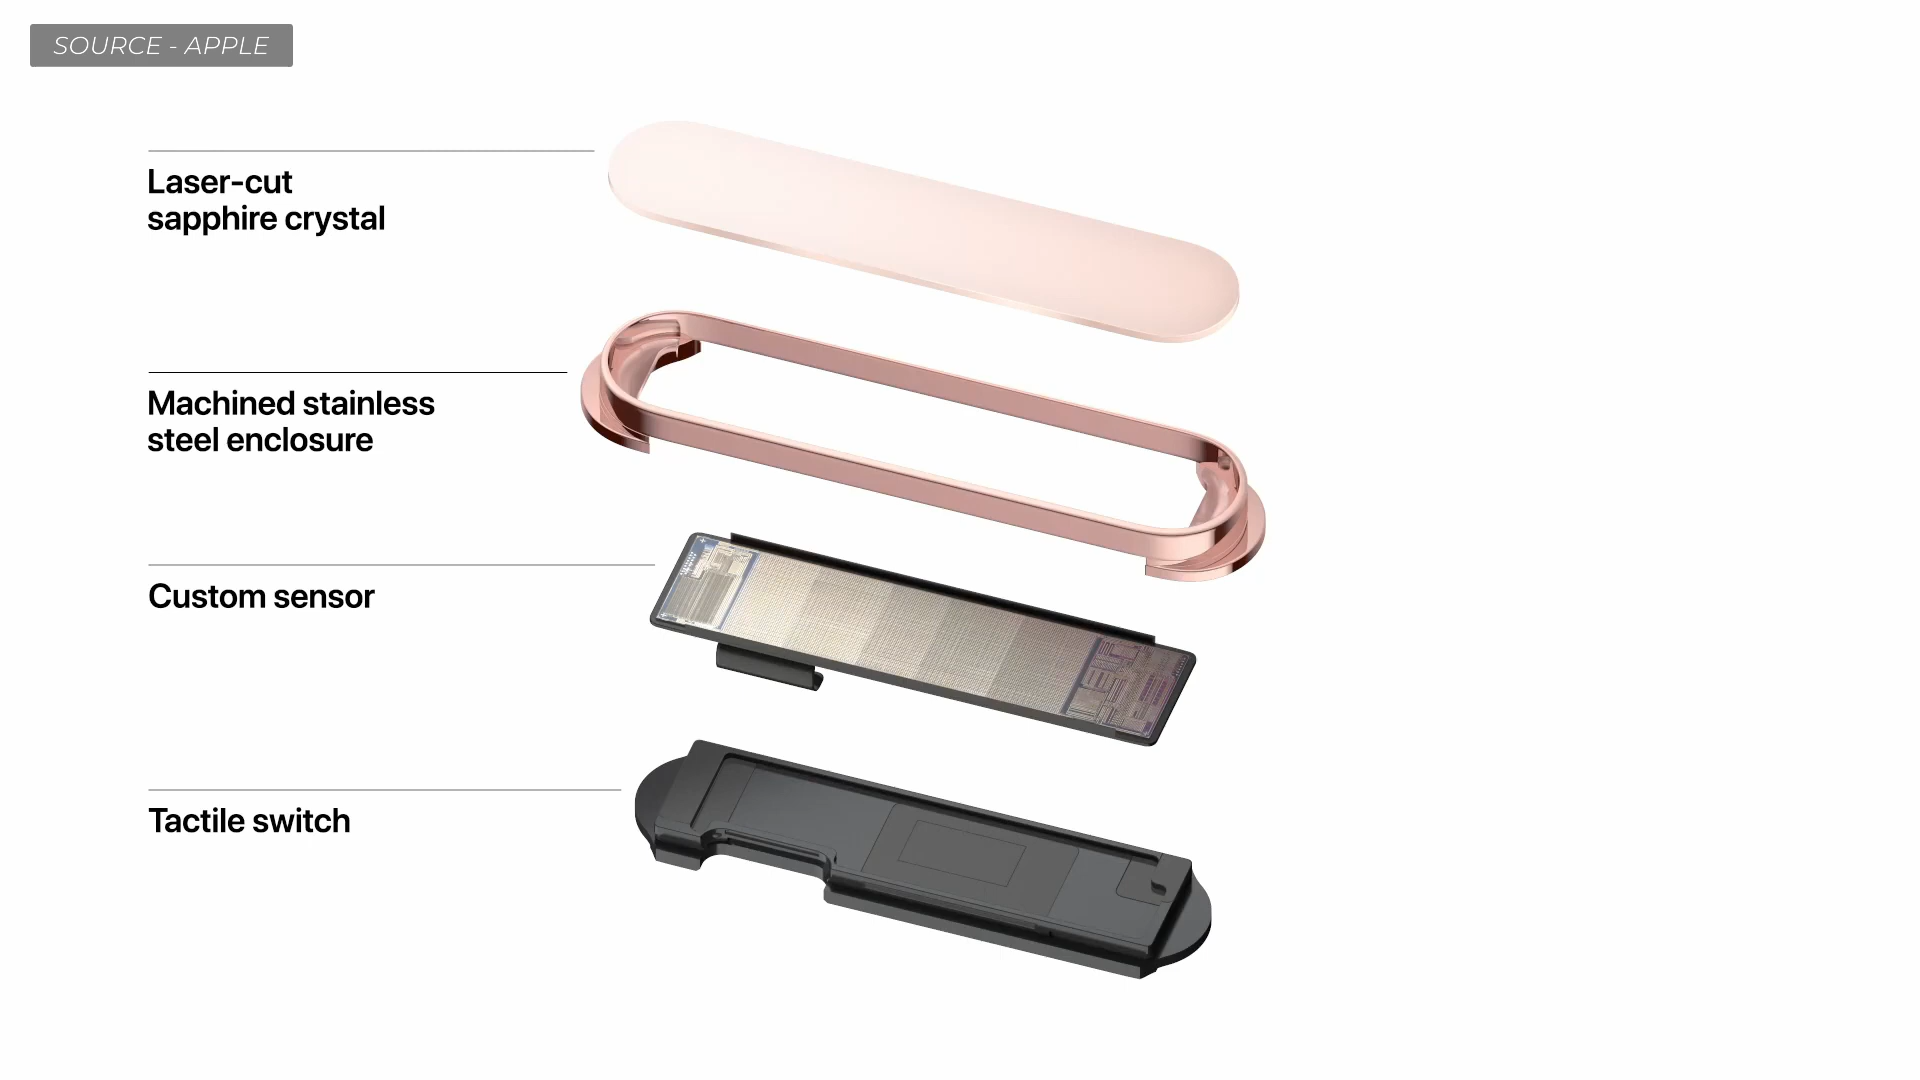 SOURCE - APPLE
Laser-cut
sapphire crystal
Machined stainless
steel enclosure
Custom sensor
Tactile switch